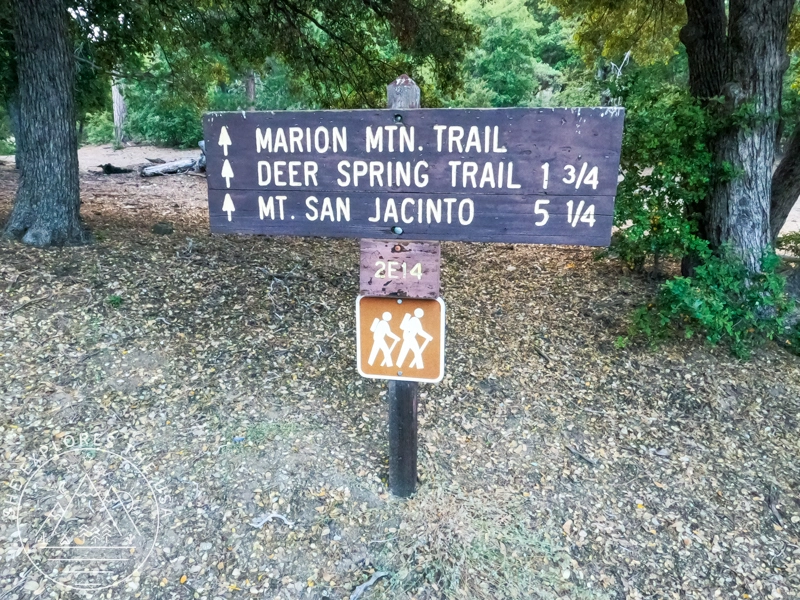 MARION MTN. TRAIL
DEER SPRING TRAIL 1 3/4
MT. SAN JACINTO 5 1/4
2E14